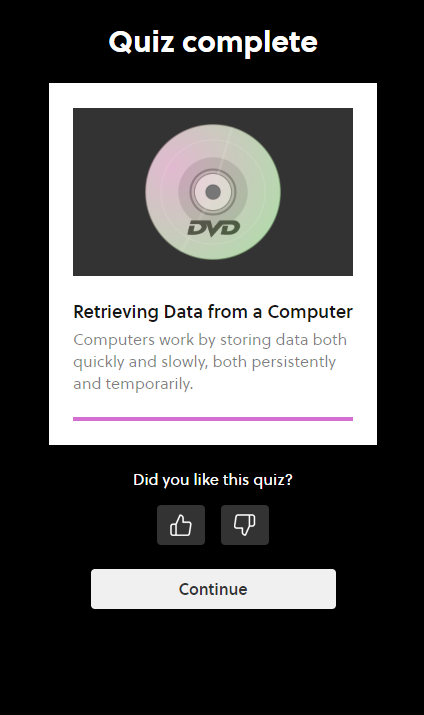 Quiz complete
DVD
Retrieving Data from a Computer
Computers work by storing data both
quickly and slowly, both persistently
and temporarily.
Did you like this quiz?
Continue